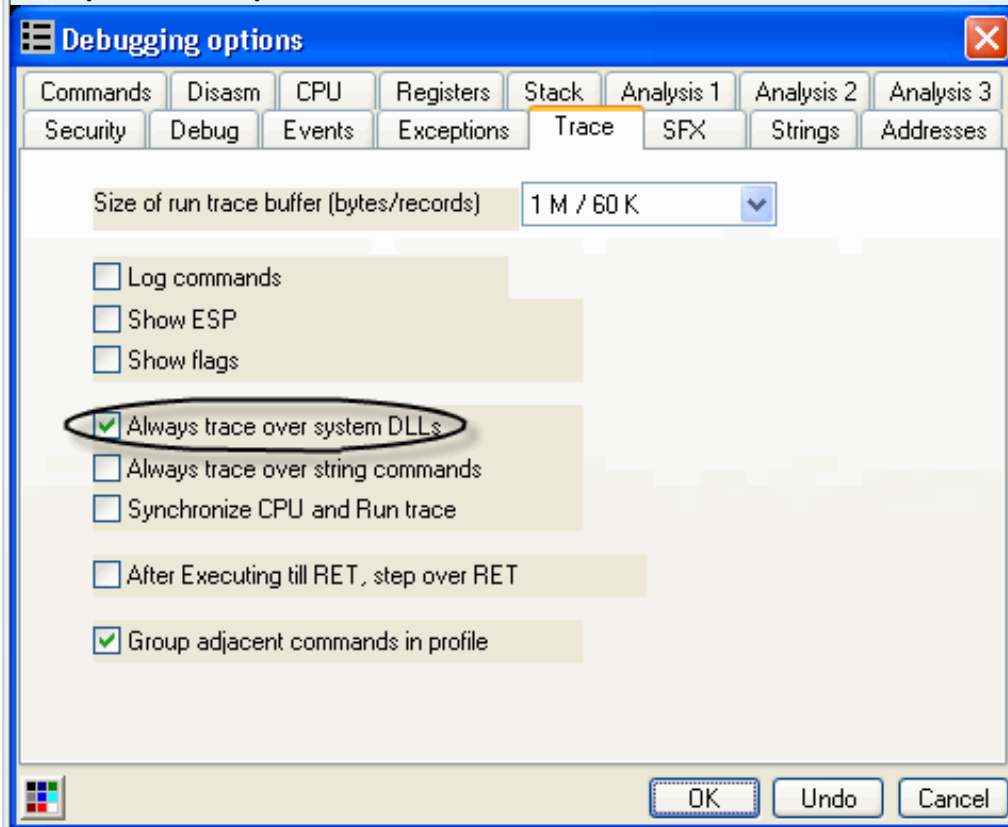 Debugging options
Commands Disasm CPU Registers Stack Analysis 1 Analysis 2 Analysis 3
Security Debug Events Exceptions Trace SFX Strings Addresses
Size of run trace buffer (bytes/records) 1 M / 60 K
Log commands
Show ESP
Show flags
Always trace over system DLLs
Always trace over string commands
Synchronize CPU and Run trace
After Executing till RET, step over RET
Group adjacent commands in profile
OK Undo Cancel